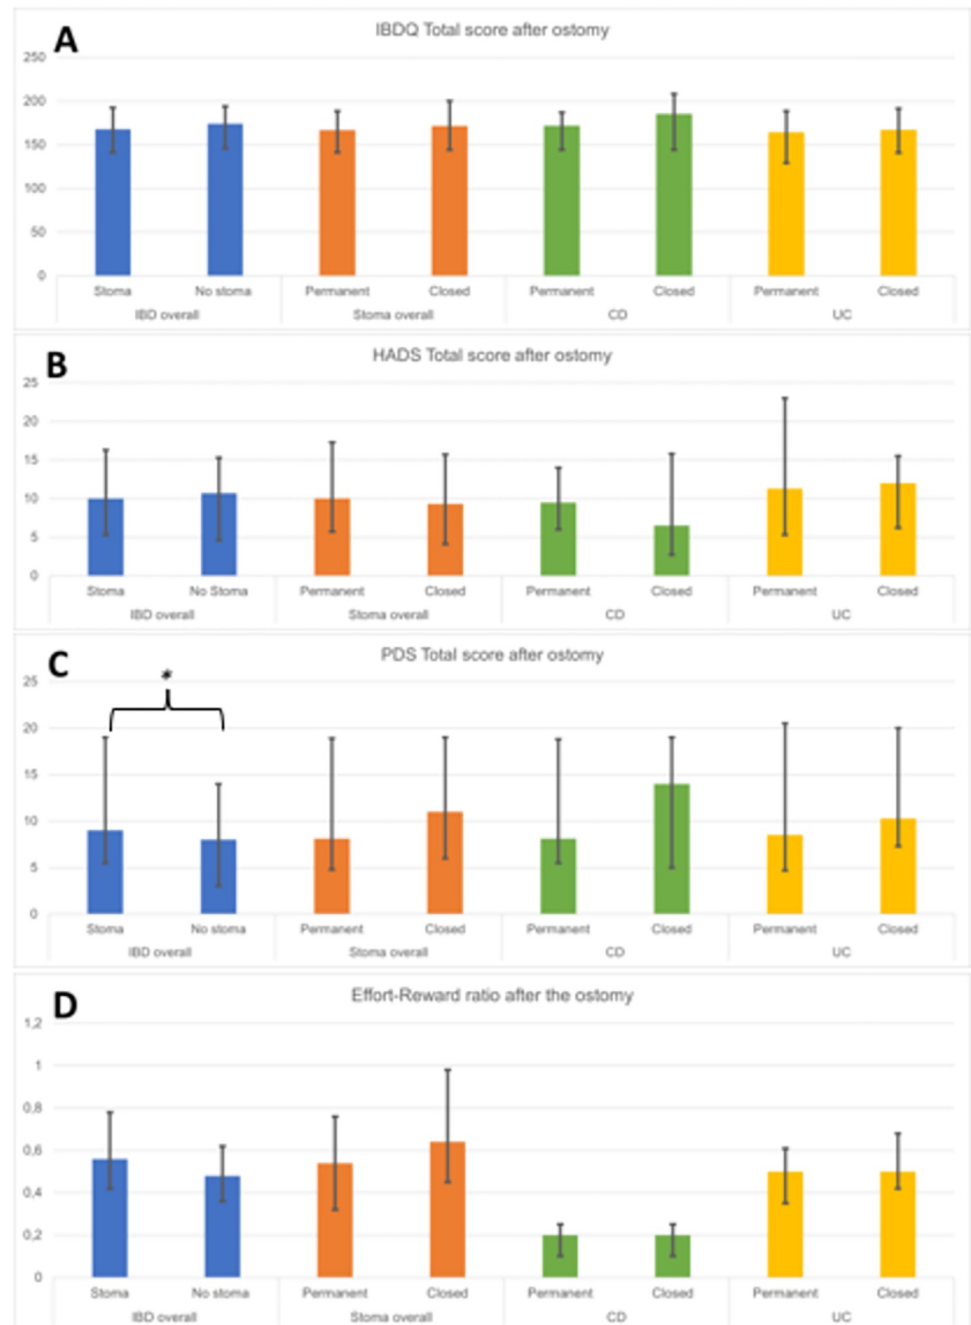 A
IBDQ Total score after ostomy
250
200
150
100
50
0
Stoma No stoma Permanent Closed Permanent Closed Permanent Closed
IBD overall Stoma overall CD UC
B
HADS Total score after ostomy
25
20
15
10
5
0
Stoma No Stoma Permanent Closed Permanent Closed Permanent Closed
IBD overall Stoma overall CD UC
C
PDS Total score after ostomy
*
25
20
15
10
5
0
Stoma No stoma Permanent Closed Permanent Closed Permanent Closed
IBD overall Stoma overall CD UC
D
Effort-Reward ratio after the ostomy
1,2
1
0,8
0,6
0,4
0,2
0
Stoma No stoma Permanent Closed Permanent Closed Permanent Closed
IBD overall Stoma overall CD UC